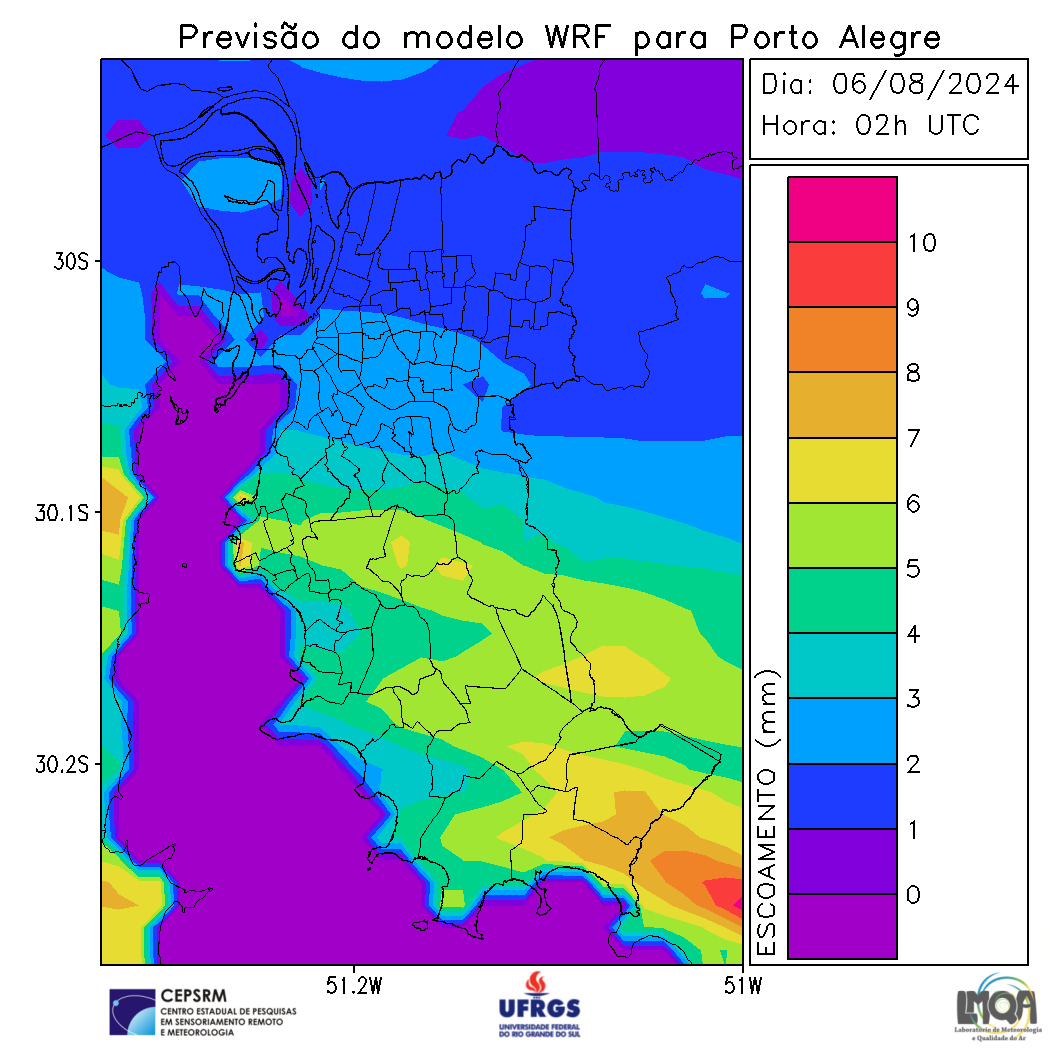 Previsão do modelo WRF para Porto Alegre
Dia: 06/08/2024
Hora: 02h UTC
30S
30.1S
30.2S
51.2W
51W
10
9
8
7
6
5
4
3
2
1
0
ESCOAMENTO (mm)
CEPSRM
CENTRO ESTADUAL DE PESQUISAS
EM SENSORIAMENTO REMOTO
E METEOROLOGIA
UFRGS
UNIVERSIDADE FEDERAL
DO RIO GRANDE DO SUL
LMQA
Laboratório de Meteorologia
e Qualidade do Ar